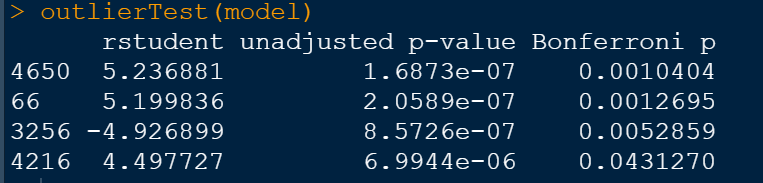 > outlierTest(model)
rstudent unadjusted p-value Bonferroni p
4650 5.236881 1.6873e-07 0.0010404
66 5.199836 2.0589e-07 0.0012695
3256 -4.926899 8.5726e-07 0.0052859
4216 4.497727 6.9944e-06 0.0431270